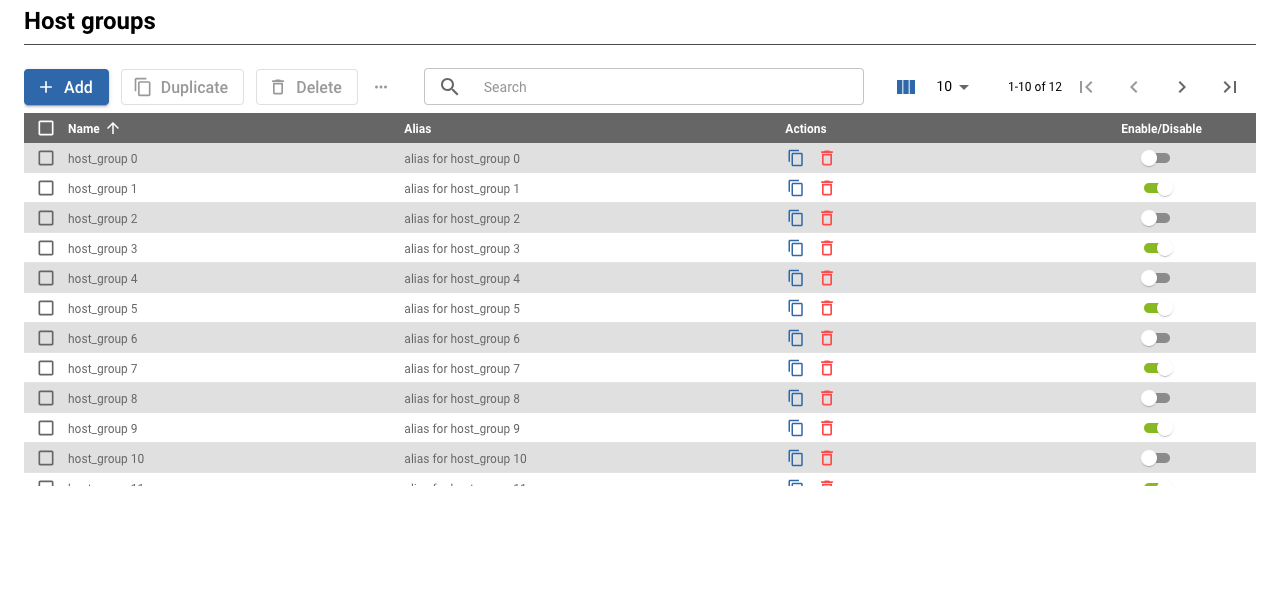 Host groups
Add Duplicate Delete Search 10 1-10 of 12
Name Alias Actions Enable/Disable
host_group 0 alias for host_group 0
host_group 1 alias for host_group 1
host_group 2 alias for host_group 2
host_group 3 alias for host_group 3
host_group 4 alias for host_group 4
host_group 5 alias for host_group 5
host_group 6 alias for host_group 6
host_group 7 alias for host_group 7
host_group 8 alias for host_group 8
host_group 9 alias for host_group 9
host_group 10 alias for host_group 10